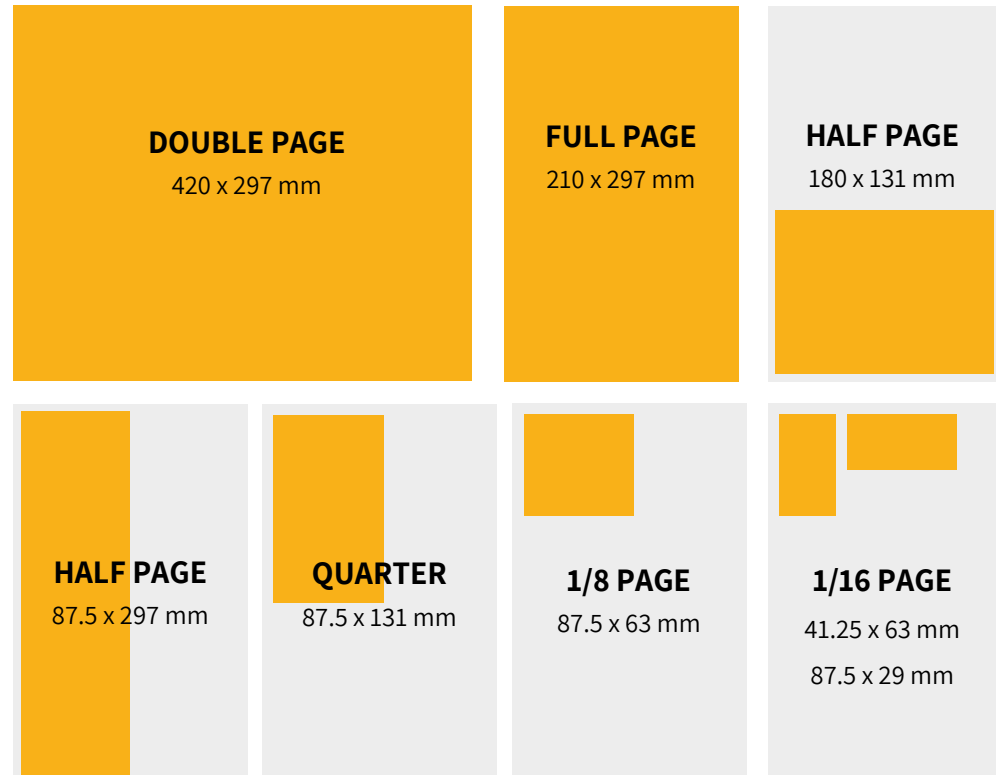 DOUBLE PAGE
420 x 297 mm
FULL PAGE
210 x 297 mm
HALF PAGE
180 x 131 mm
HALF PAGE
87.5 x 297 mm
QUARTER
87.5 x 131 mm
1/8 PAGE
87.5 x 63 mm
1/16 PAGE
41.25 x 63 mm
87.5 x 29 mm